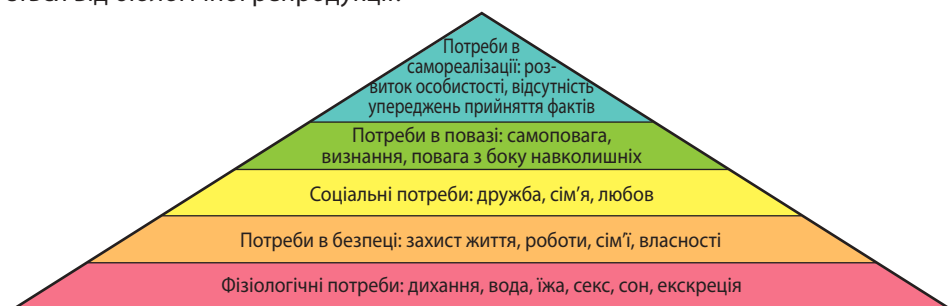 Потреби в
самореалізації: роз-
виток особистості, відсутність
упереджень прийняття фактів
Потреби в повазі: самоповага,
визнання, повага з боку навколишніх
Соціальні потреби: дружба, сім’я, любов
Потреби в безпеці: захист життя, роботи, сім’ї, власності
Фізіологічні потреби: дихання, вода, їжа, секс, сон, екскреція